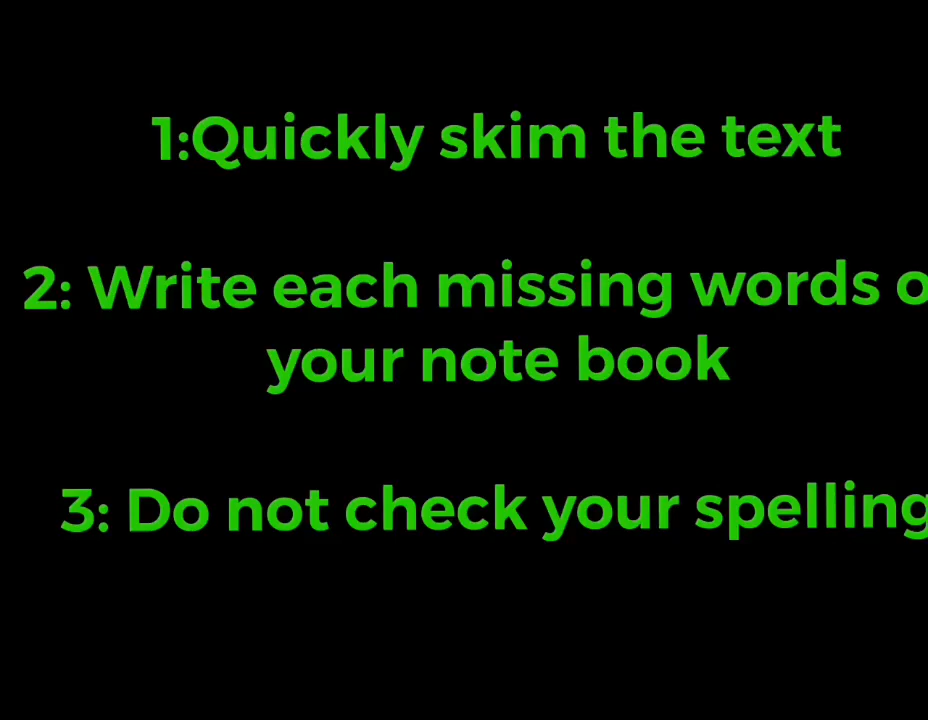 1:Quickly skim the text
2: Write each missing words
your note book
3: Do not check your spelling